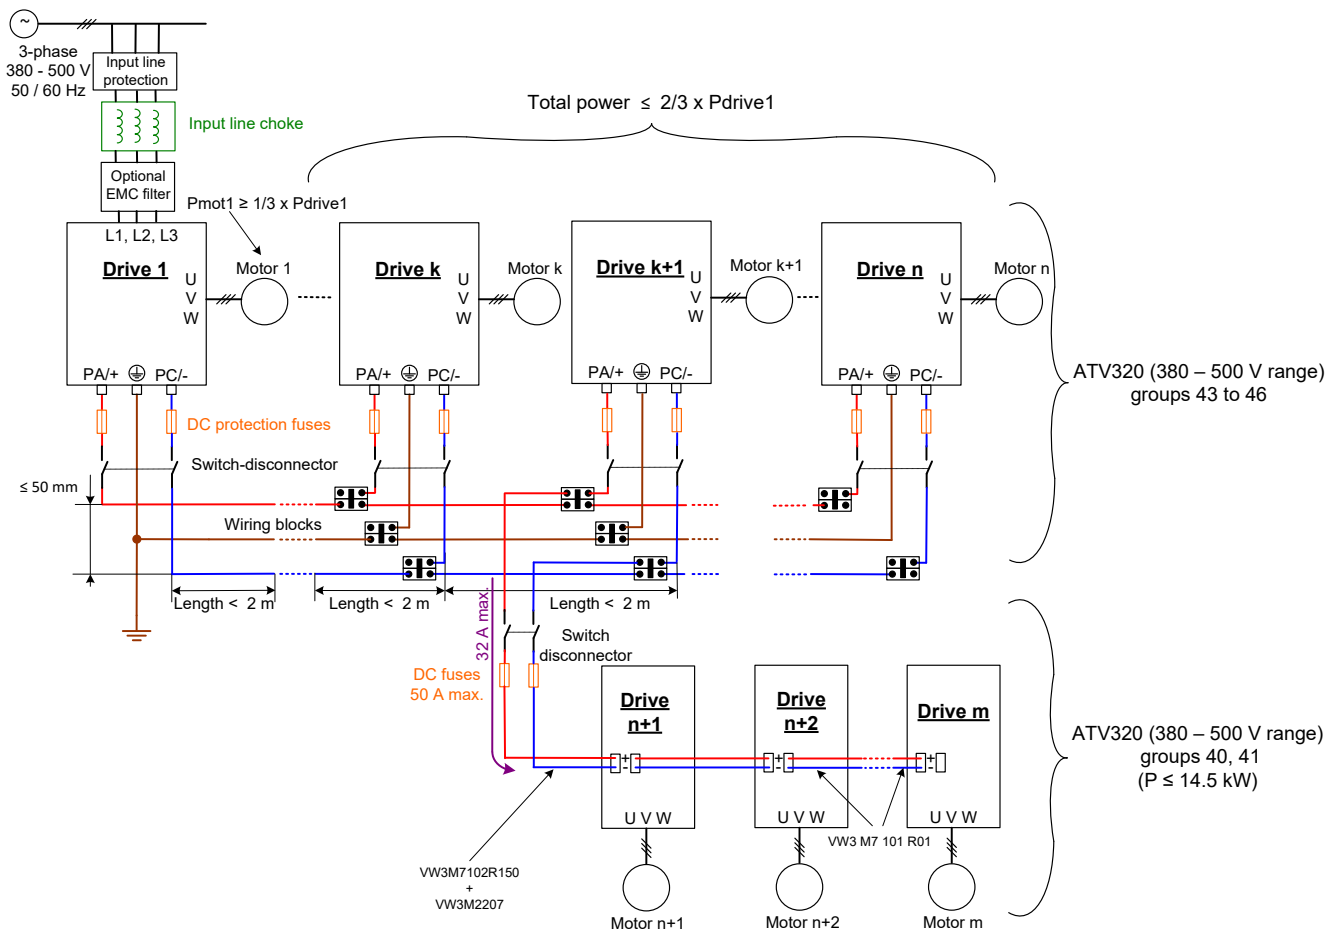 ~
3-phase
380 - 500 V
50 / 60 Hz
Input line
protection
Input line choke
Optional
EMC filter
Total power ≤ 2/3 x Pdrive1
Pmot1 ≥ 1/3 x Pdrive1
L1, L2, L3
Drive 1
U
V
W
Motor 1
PA/+
PC/-
Drive k
U
V
W
Motor k
PA/+
PC/-
Drive k+1
U
V
W
Motor k+1
PA/+
PC/-
Drive n
U
V
W
Motor n
PA/+
PC/-
ATV320 (380 – 500 V range)
groups 43 to 46
DC protection fuses
Switch-disconnector
≤ 50 mm
Wiring blocks
Length < 2 m
Length < 2 m
Length < 2 m
32 A max.
Switch
disconnector
DC fuses
50 A max.
Drive
n+1
+
-
U V W
Motor n+1
Drive
n+2
+
-
U V W
Motor n+2
Drive m
+
-
U V W
Motor m
VW3 M7 101 R01
VW3M7102R150
+
VW3M2207
ATV320 (380 – 500 V range)
groups 40, 41
(P ≤ 14.5 kW)